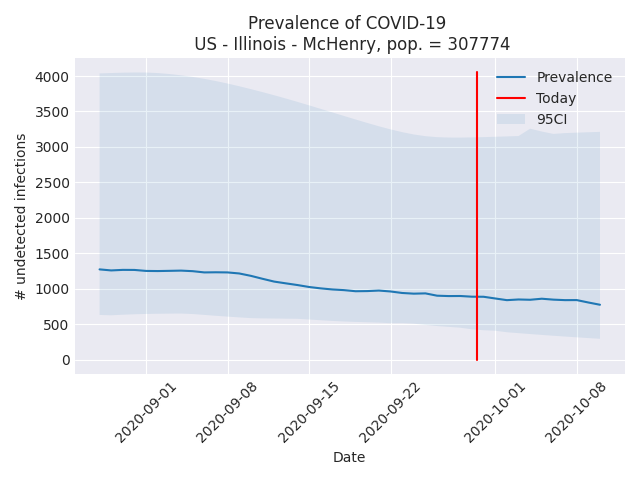 Prevalence of COVID-19
US - Illinois - McHenry, pop. = 307774
# undetected infections
4000
3500
3000
2500
2000
1500
1000
500
0
Prevalence
Today
95CI
2020-09-01
2020-09-08
2020-09-15
2020-09-22
2020-10-01
2020-10-08
Date